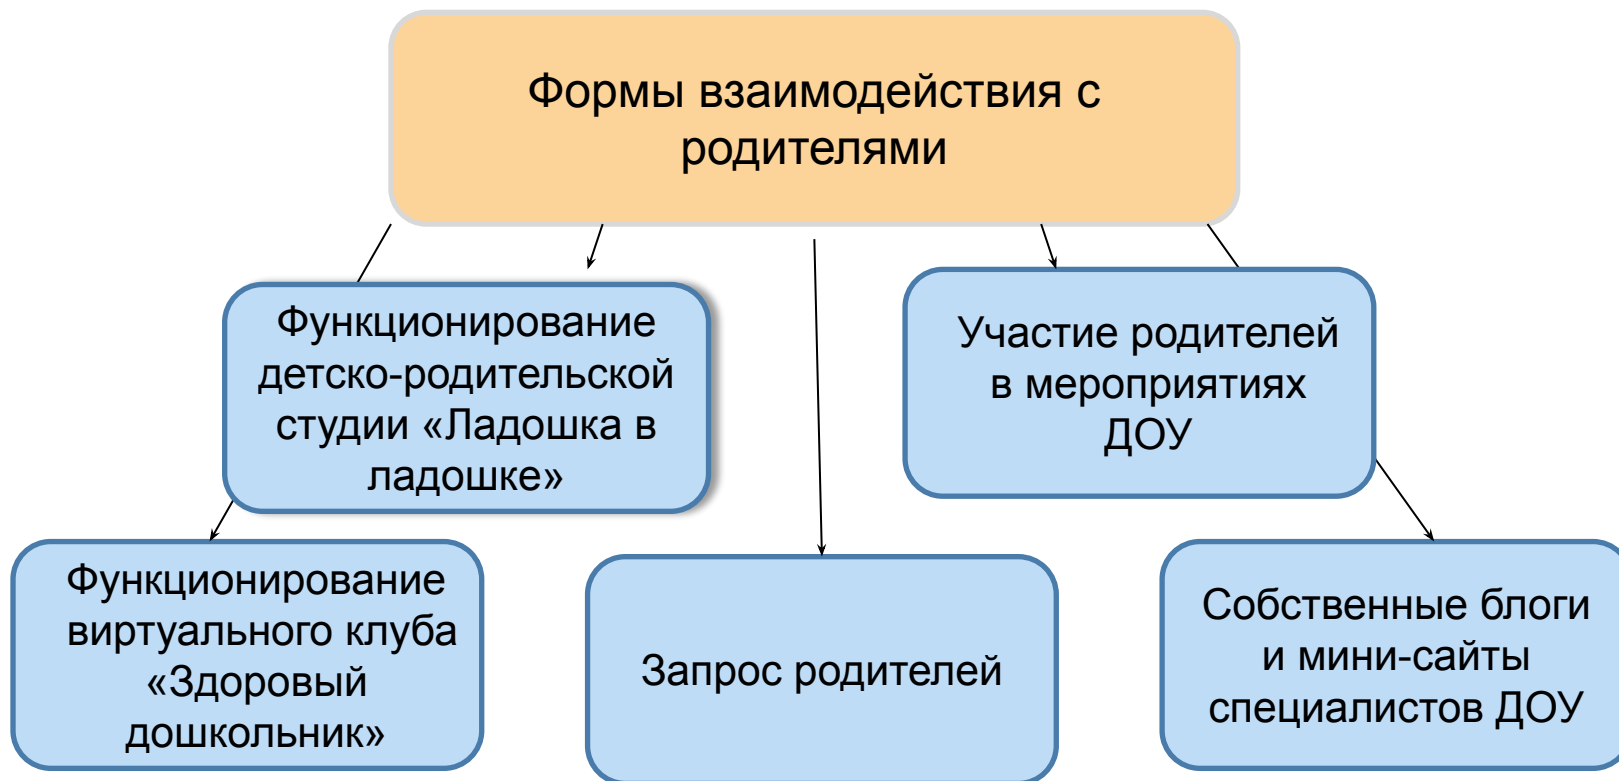 Формы взаимодействия с
родителями
Функционирование
детско-родительской
студии «Ладошка в
ладошке»
Участие родителей
в мероприятиях
ДОУ
Функционирование
виртуального клуба
«Здоровый
дошкольник»
Запрос родителей
Собственные блоги
и мини-сайты
специалистов ДОУ